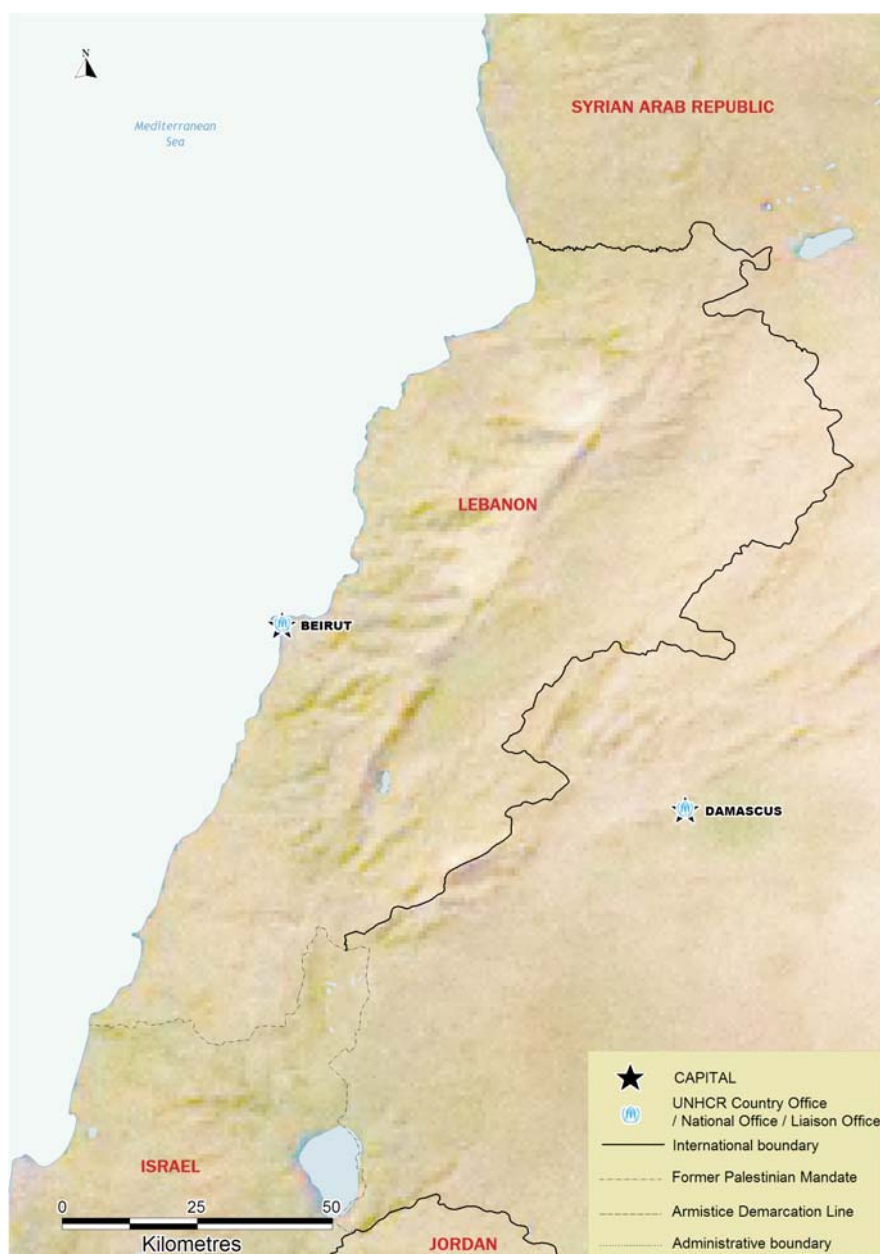 N
Mediterranean
Sea
SYRIAN ARAB REPUBLIC
LEBANON
BEIRUT
DAMASCUS
ISRAEL
JORDAN
0 25 50
Kilometres
CAPITAL
UNHCR Country Office
/ National Office / Liaison Office
International boundary
Former Palestinian Mandate
Armistice Demarcation Line
Administrative boundary